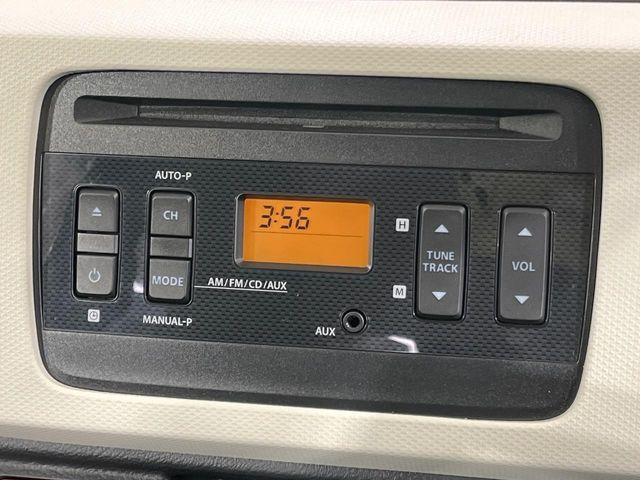 AUTO-P
CH
MODE
AM/FM/CD/AUX
MANUAL-P
3:56
AUX
H
M
TUNE
TRACK
VOL